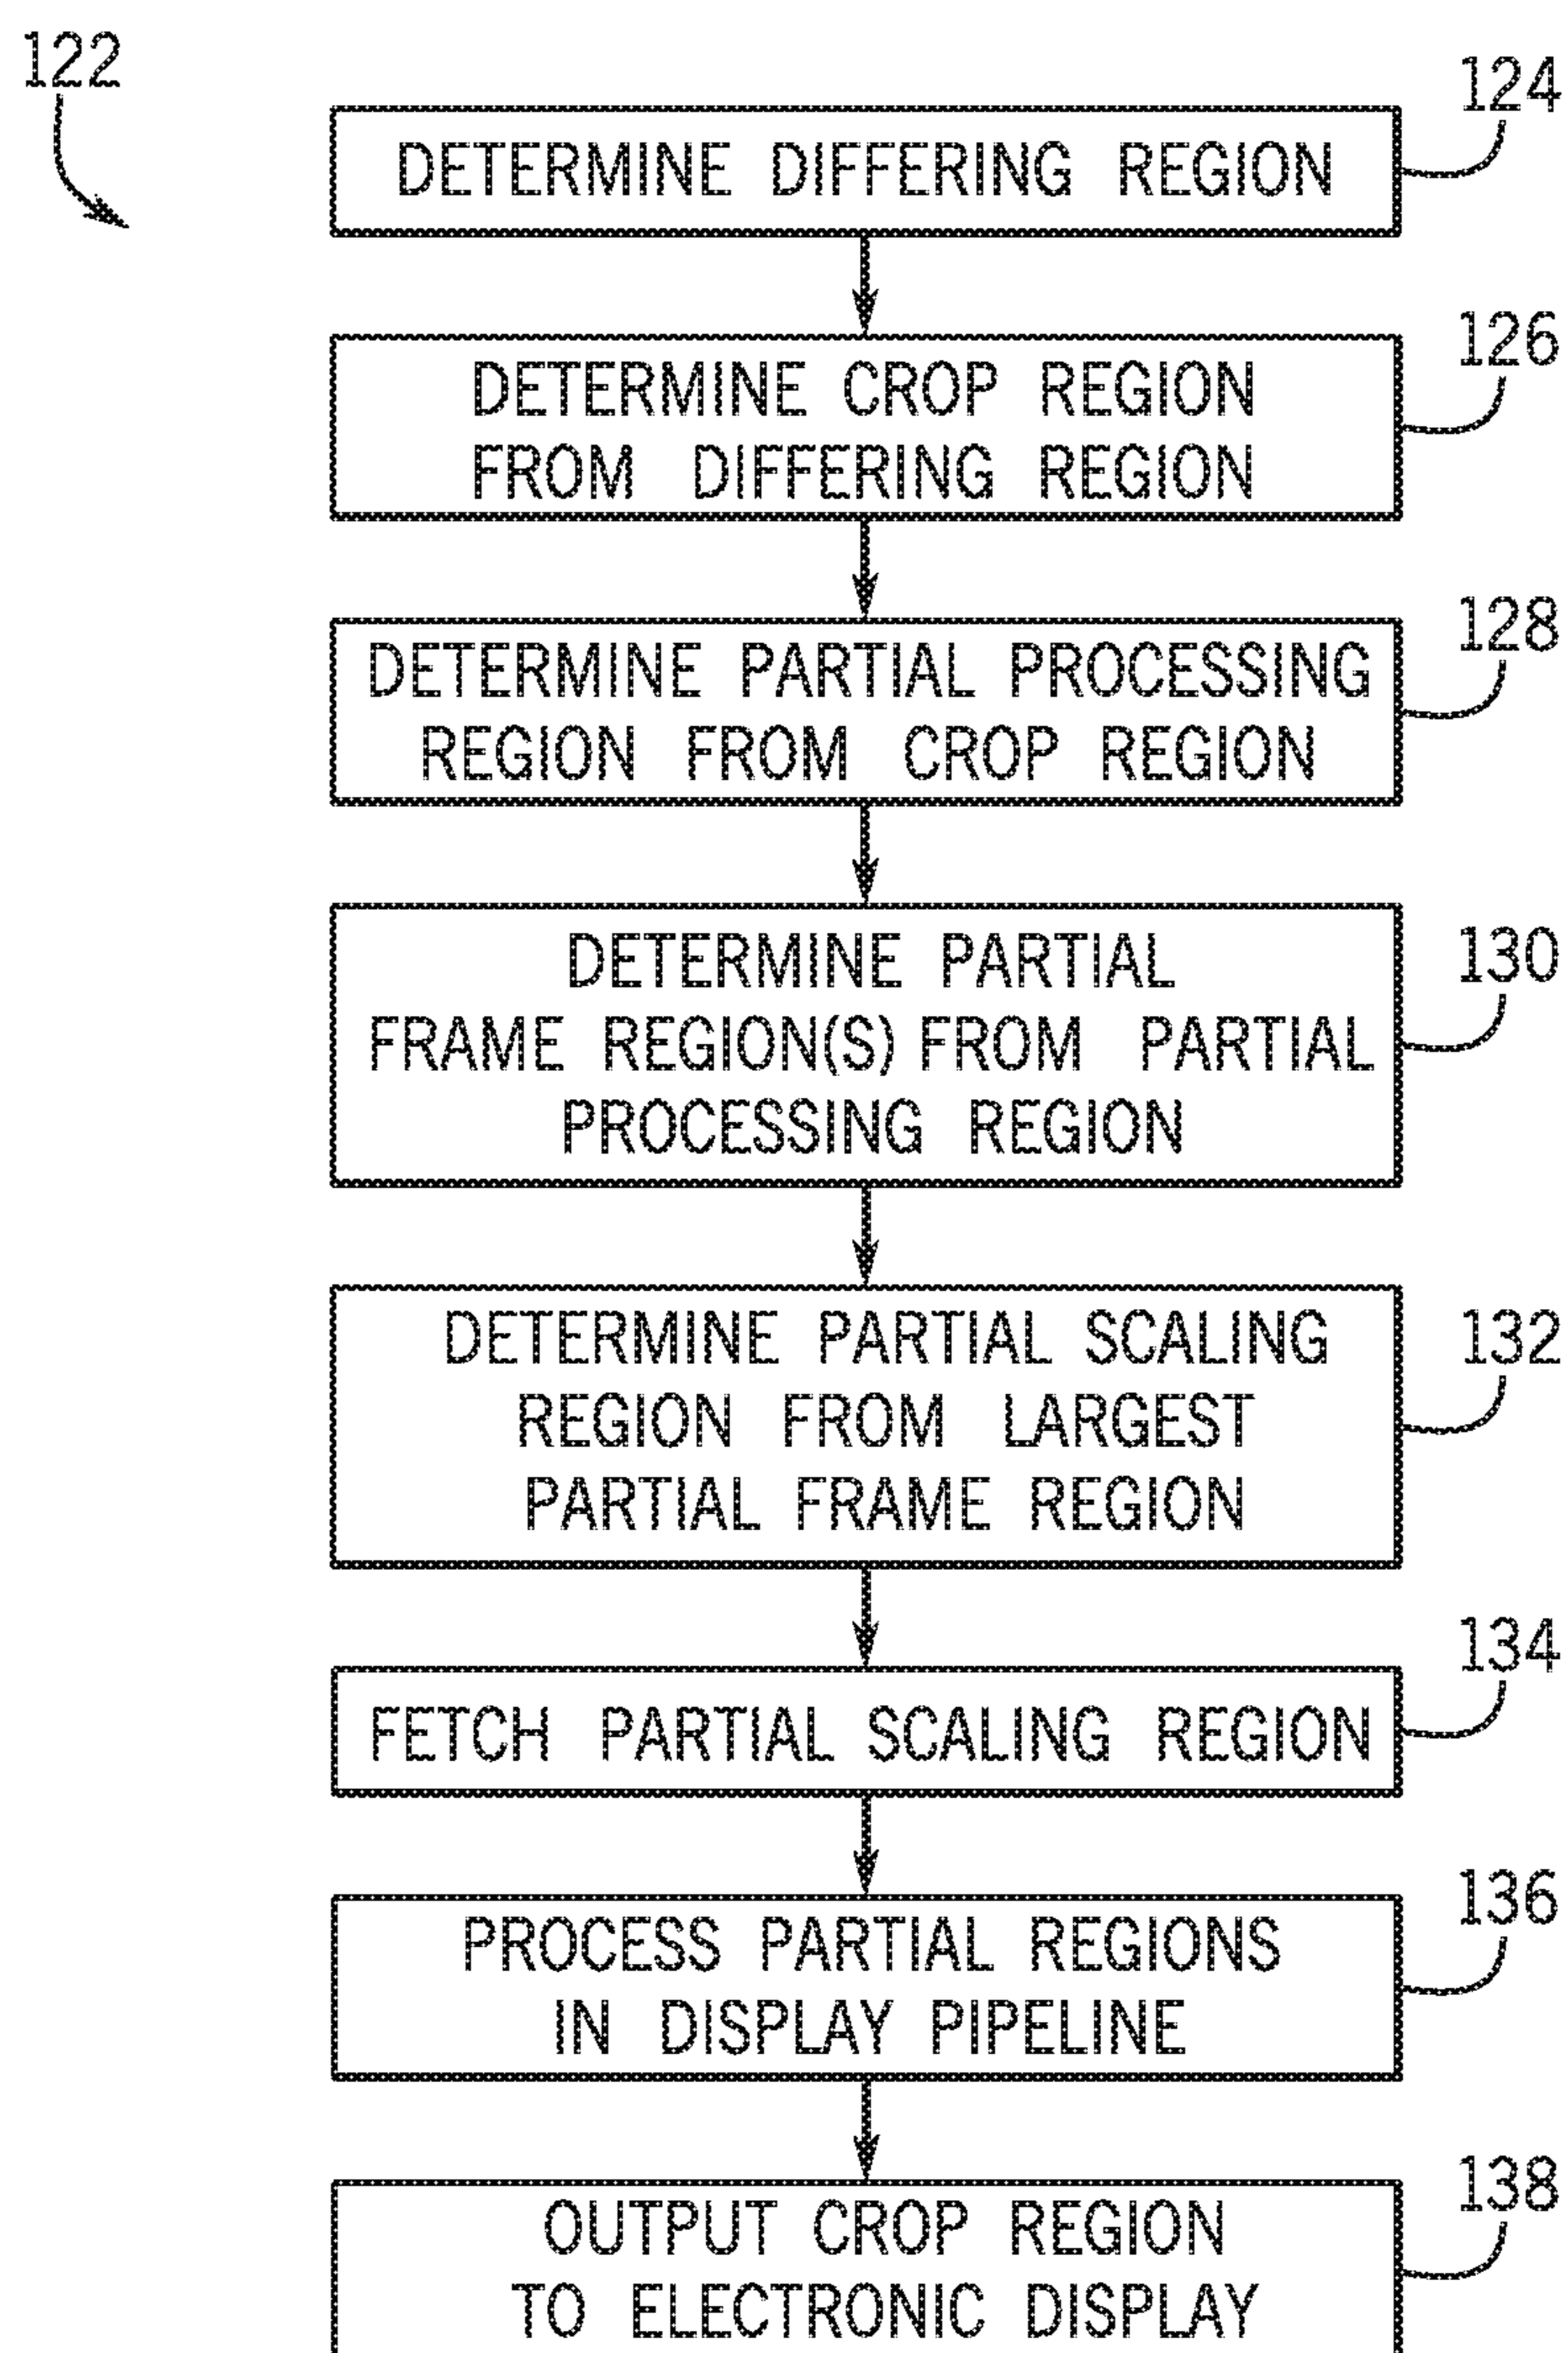 122
124
DETERMINE DIFFERING REGION
126
DETERMINE CROP REGION
FROM DIFFERING REGION
128
DETERMINE PARTIAL PROCESSING
REGION FROM CROP REGION
130
DETERMINE PARTIAL
FRAME REGION(S) FROM PARTIAL
PROCESSING REGION
132
DETERMINE PARTIAL SCALING
REGION FROM LARGEST
PARTIAL FRAME REGION
134
FETCH PARTIAL SCALING REGION
136
PROCESS PARTIAL REGIONS
IN DISPLAY PIPELINE
138
OUTPUT CROP REGION
TO ELECTRONIC DISPLAY